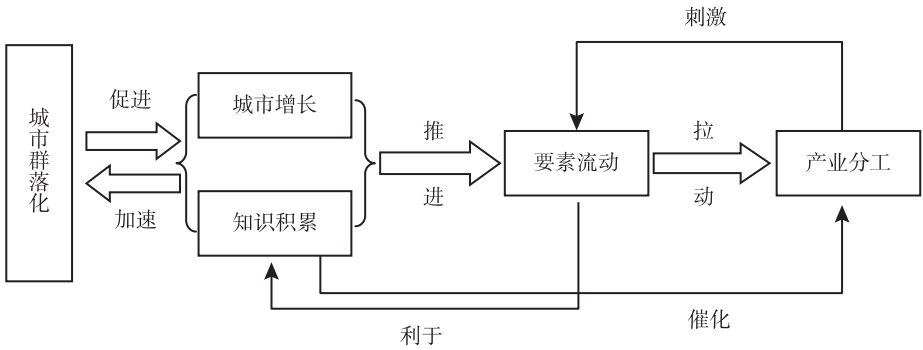 刺激
城市群落化
促进
加速
城市增长
知识积累
推进
要素流动
拉动
产业分工
利于
催化